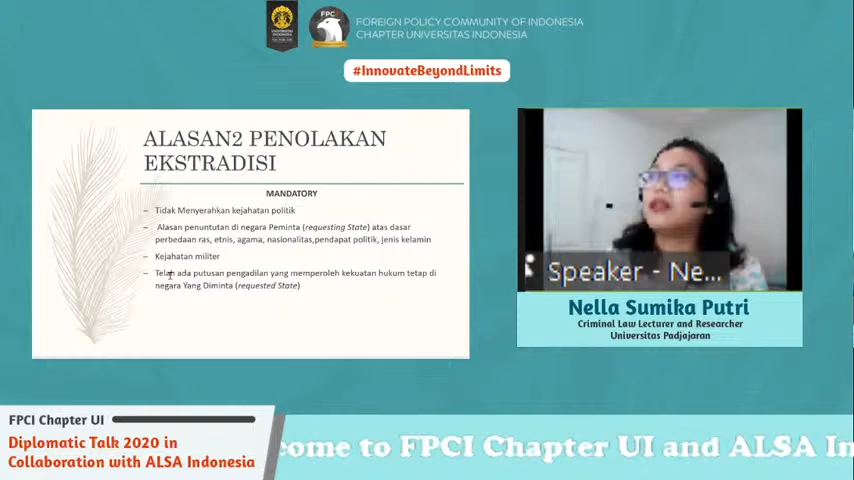 FPC
FOREIGN POLICY COMMUNITY OF INDONESIA
CHAPTER UNIVERSITAS INDONESIA
#InnovateBeyondLimits
ALASAN2 PENOLAKAN
EKSTRADISI
MANDATORY
– Tidak Menyerahkan kejahatan politik
– Alasan penuntutan di negara Peminta (requesting State) atas dasar
perbedaan ras, etnis, agama, nasionalitas,pendapat politik, jenis kelamin
– Kejahatan militer
– Telah ada putusan pengadilan yang memperoleh kekuatan hukum tetap di
negara Yang Diminta (requested State)
Speaker - Ne...
Nella Sumika Putri
Criminal Law Lecturer and Researcher
Universitas Padjajaran
FPCI Chapter UI
Diplomatic Talk 2020 in
Collaboration with ALSA Indonesia
come to FPCI Chapter UI and ALSA In